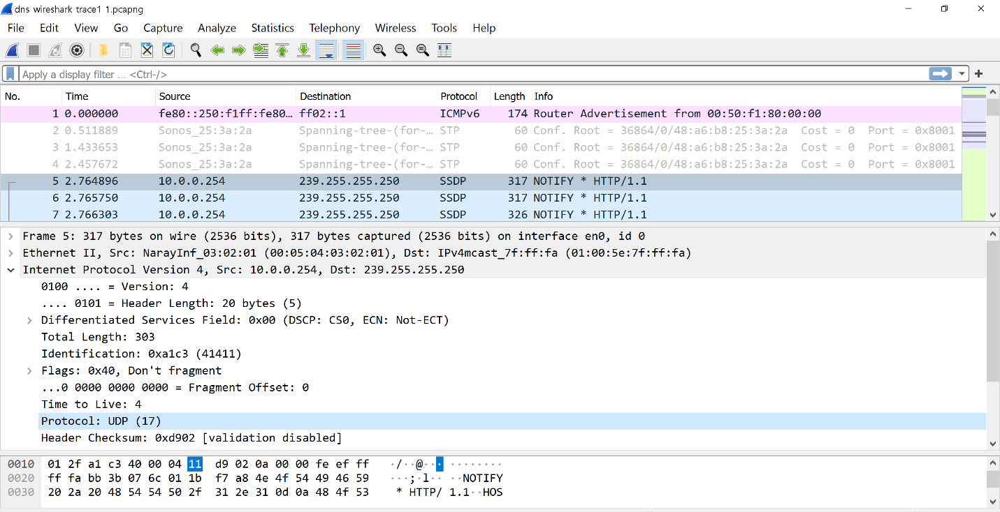 dns wireshark trace1 1.pcapng
File Edit View Go Capture Analyze Statistics Telephony Wireless Tools Help
Apply a display filter ... <Ctrl-/>
No. Time Source Destination Protocol Length Info
1 0.000000 fe80::250:f1ff:fe80… ff02::1 ICMPv6 174 Router Advertisement from 00:50:f1:80:00:00
2 0.511889 Sonos_25:3a:2a Spanning-tree-(for-… STP 60 Conf. Root = 36864/0/48:a6:b8:25:3a:2a Cost = 0 Port = 0x8001
3 1.433653 Sonos_25:3a:2a Spanning-tree-(for-… STP 60 Conf. Root = 36864/0/48:a6:b8:25:3a:2a Cost = 0 Port = 0x8001
4 2.457672 Sonos_25:3a:2a Spanning-tree-(for-… STP 60 Conf. Root = 36864/0/48:a6:b8:25:3a:2a Cost = 0 Port = 0x8001
5 2.764896 10.0.0.254 239.255.255.250 SSDP 317 NOTIFY * HTTP/1.1
6 2.765750 10.0.0.254 239.255.255.250 SSDP 317 NOTIFY * HTTP/1.1
7 2.766303 10.0.0.254 239.255.255.250 SSDP 326 NOTIFY * HTTP/1.1
Frame 5: 317 bytes on wire (2536 bits), 317 bytes captured (2536 bits) on interface en0, id 0
Ethernet II, Src: NarayInf_03:02:01 (00:05:04:03:02:01), Dst: IPv4mcast_7f:ff:fa (01:00:5e:7f:ff:fa)
Internet Protocol Version 4, Src: 10.0.0.254, Dst: 239.255.255.250
0100 .... = Version: 4
.... 0101 = Header Length: 20 bytes (5)
Differentiated Services Field: 0x00 (DSCP: CS0, ECN: Not-ECT)
Total Length: 303
Identification: 0xa1c3 (41411)
Flags: 0x40, Don't fragment
...0 0000 0000 0000 = Fragment Offset: 0
Time to Live: 4
Protocol: UDP (17)
Header Checksum: 0xd902 [validation disabled]
0010 01 2f a1 c3 40 00 04 11 d9 02 0a 00 00 fe ef ff ·/··@··· ········
0020 ff fa bb 3b 07 6c 01 1b f7 a8 4e 4f 54 49 46 59 ···;·l·· ··NOTIFY
0030 20 2a 20 48 54 54 50 2f 31 2e 31 0d 0a 48 4f 53 * HTTP/ 1.1··HOS